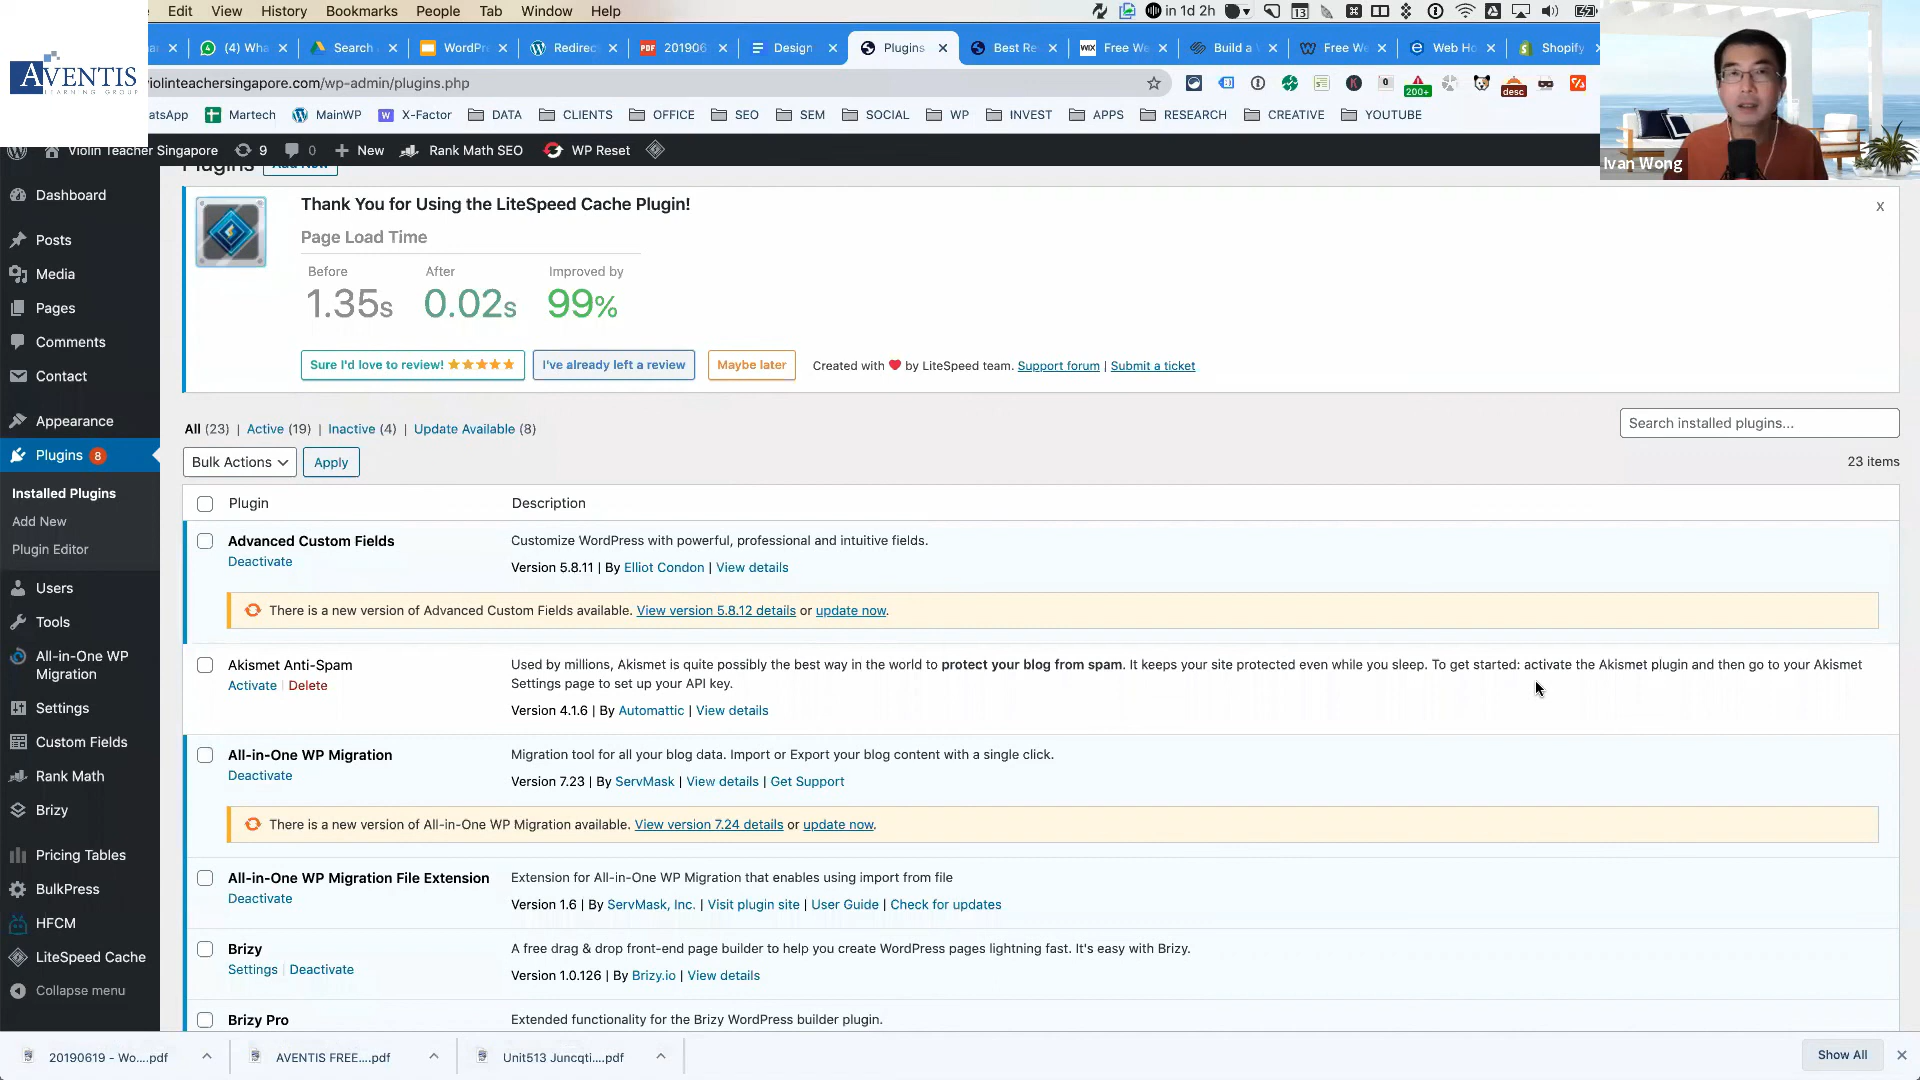 Edit View History Bookmarks People Tab Window Help in 1d 2h 13
(4) Wha Search WordPr Redirec PDF 201906 Design Plugins Best Re WIX Free We Build a Free We Web Ho Shopify
AVENTIS
LEARNING GROUP
violinteachersingapore.com/wp-admin/plugins.php
200+ desc
atsApp Martech MainWP X-Factor DATA CLIENTS OFFICE SEO SEM SOCIAL WP INVEST APPS RESEARCH CREATIVE YOUTUBE
Violin Teacher Singapore 9 0 New Rank Math SEO WP Reset
Ivan Wong
Plugins Add New
Dashboard
Posts
Media
Pages
Comments
Contact
Appearance
Plugins 8
Installed Plugins
Add New
Plugin Editor
Users
Tools
All-in-One WP
Migration
Settings
Custom Fields
Rank Math
Brizy
Pricing Tables
BulkPress
HFCM
LiteSpeed Cache
Collapse menu
Thank You for Using the LiteSpeed Cache Plugin!
x
Page Load Time
Before After Improved by
1.35s 0.02s 99%
Sure I'd love to review! ★★★★★ I've already left a review Maybe later Created with ❤ by LiteSpeed team. Support forum | Submit a ticket
All (23) | Active (19) | Inactive (4) | Update Available (8)
Search installed plugins...
Bulk Actions Apply
23 items
Plugin Description
Advanced Custom Fields Customize WordPress with powerful, professional and intuitive fields.
Deactivate Version 5.8.11 | By Elliot Condon | View details
There is a new version of Advanced Custom Fields available. View version 5.8.12 details or update now.
Akismet Anti-Spam Used by millions, Akismet is quite possibly the best way in the world to protect your blog from spam. It keeps your site protected even while you sleep. To get started: activate the Akismet plugin and then go to your Akismet
Activate | Delete Settings page to set up your API key.
Version 4.1.6 | By Automattic | View details
All-in-One WP Migration Migration tool for all your blog data. Import or Export your blog content with a single click.
Deactivate Version 7.23 | By ServMask | View details | Get Support
There is a new version of All-in-One WP Migration available. View version 7.24 details or update now.
All-in-One WP Migration File Extension Extension for All-in-One WP Migration that enables using import from file
Deactivate Version 1.6 | By ServMask, Inc. | Visit plugin site | User Guide | Check for updates
Brizy A free drag & drop front-end page builder to help you create WordPress pages lightning fast. It's easy with Brizy.
Settings | Deactivate Version 1.0.126 | By Brizy.io | View details
Brizy Pro Extended functionality for the Brizy WordPress builder plugin.
20190619 - Wo....pdf AVENTIS FREE....pdf Unit513 Juncqti....pdf Show All